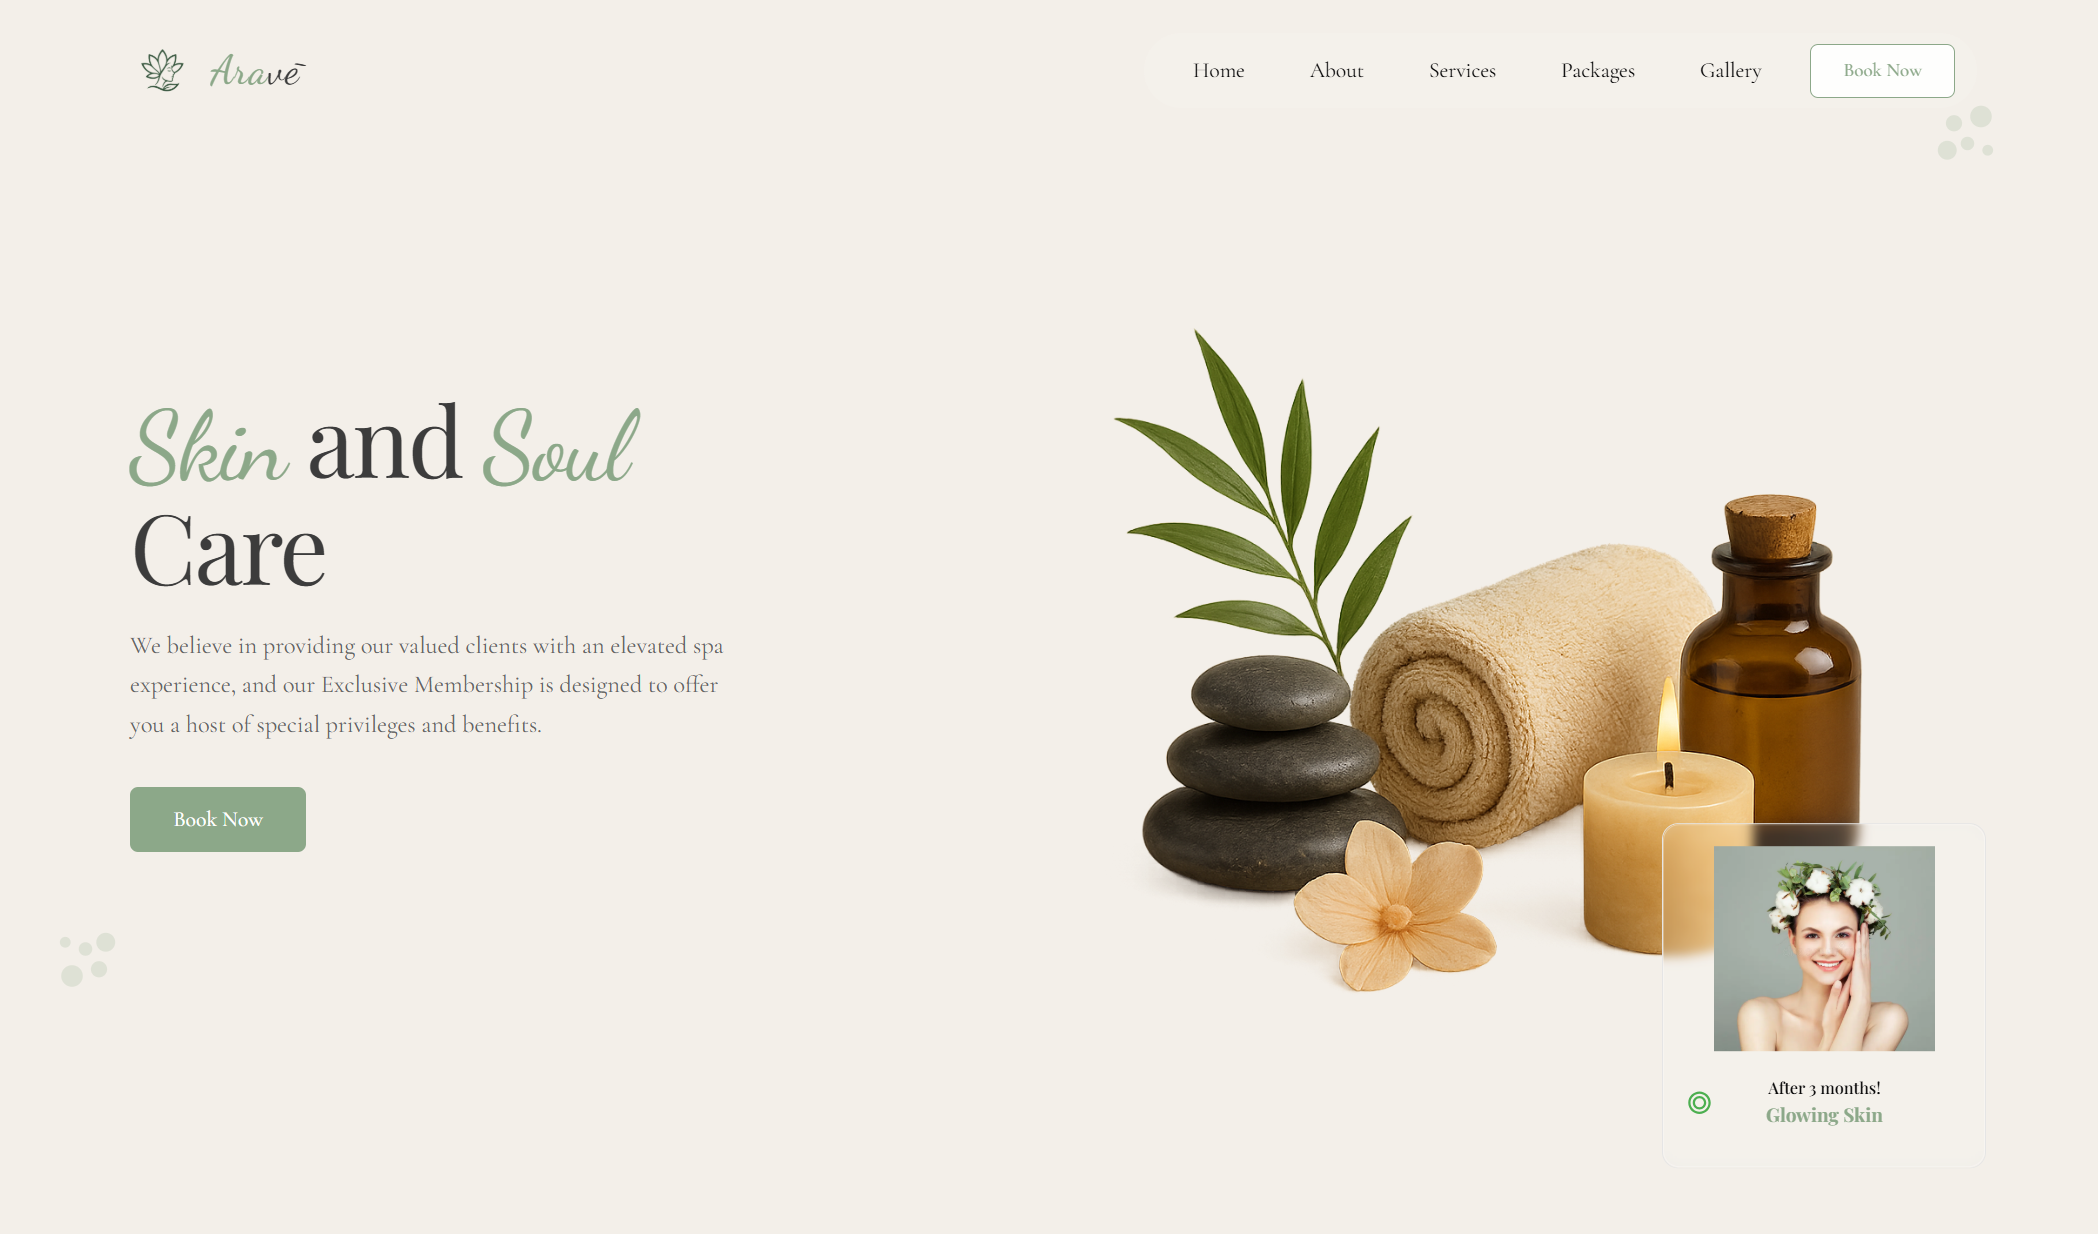 Aravē
Home
About
Services
Packages
Gallery
Book Now
Skin and Soul
Care
We believe in providing our valued clients with an elevated spa
experience, and our Exclusive Membership is designed to offer
you a host of special privileges and benefits.
Book Now
After 3 months!
Glowing Skin